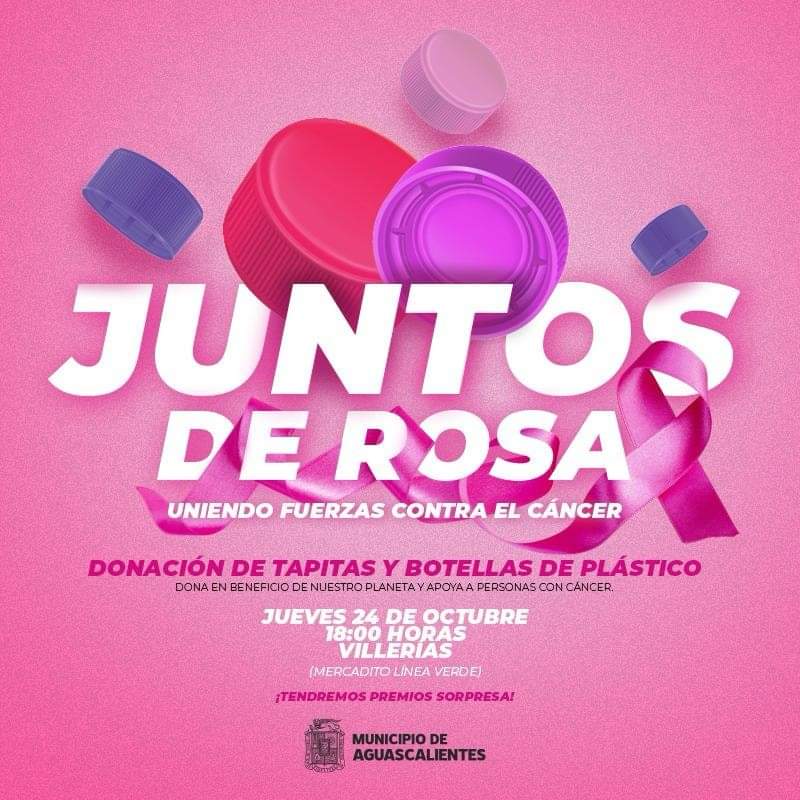 JUNTOS
DE ROSA
UNIENDO FUERZAS CONTRA EL CÁNCER
DONACIÓN DE TAPITAS Y BOTELLAS DE PLÁSTICO
DONA EN BENEFICIO DE NUESTRO PLANETA Y APOYA A PERSONAS CON CÁNCER.
JUEVES 24 DE OCTUBRE
18:00 HORAS
VILLERÍAS
(MERCADITO LÍNEA VERDE)
¡TENDREMOS PREMIOS SORPRESA!
MUNICIPIO DE
AGUASCALIENTES